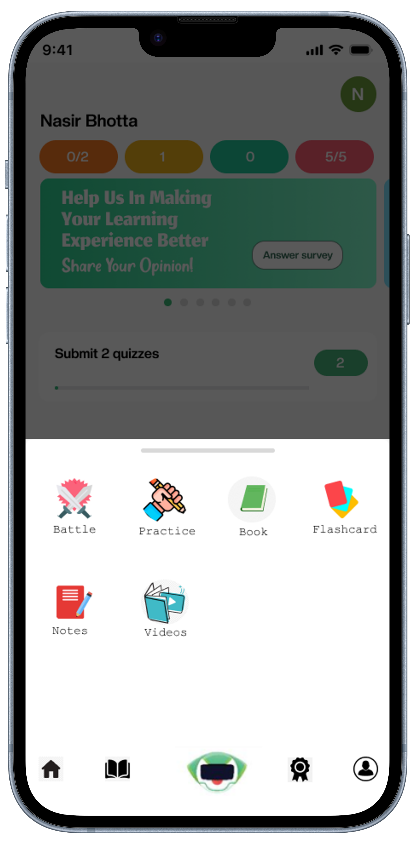 9:41
N
Nasir Bhotta
0/2
1
0
5/5
Help Us In Making
Your Learning
Experience Better
Share Your Opinion!
Answer survey
Submit 2 quizzes
2
Battle
Practice
Book
Flashcard
Notes
Videos